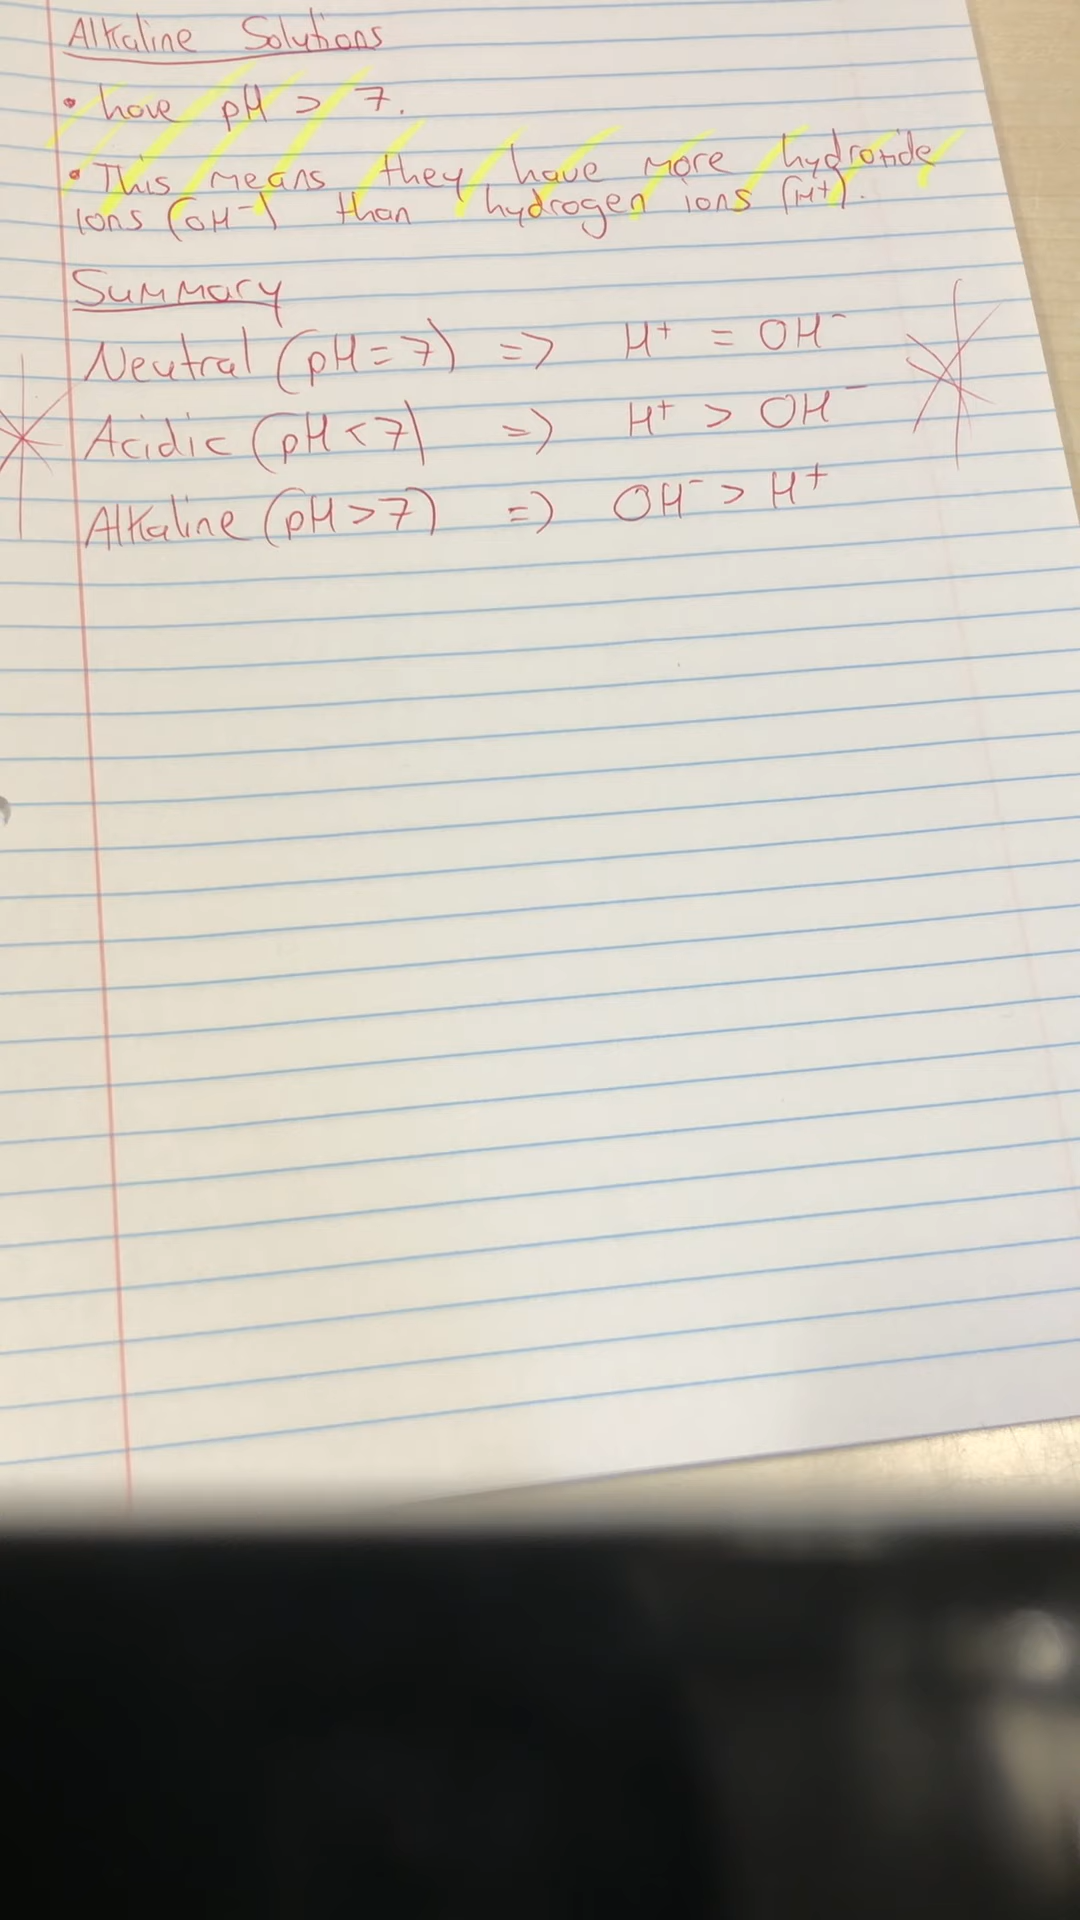 Alkaline Solutions
• have pH > 7.
• This means they have more hydroxide
ions (OH⁻) than hydrogen ions (H⁺).
Summary
Neutral (pH = 7) => H⁺ = OH⁻
Acidic (pH < 7) => H⁺ > OH⁻
Alkaline (pH > 7) => OH⁻ > H⁺